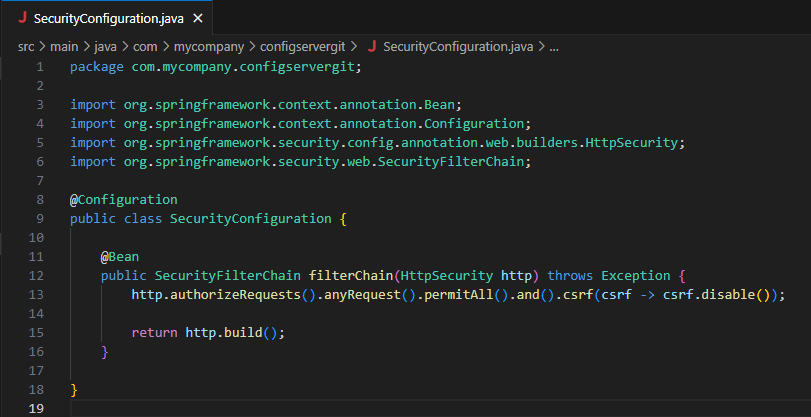 J SecurityConfiguration.java ×
src > main > java > com > mycompany > configservergit > J SecurityConfiguration.java > ...
1 package com.mycompany.configservergit;
2
3 import org.springframework.context.annotation.Bean;
4 import org.springframework.context.annotation.Configuration;
5 import org.springframework.security.config.annotation.web.builders.HttpSecurity;
6 import org.springframework.security.web.SecurityFilterChain;
7
8 @Configuration
9 public class SecurityConfiguration {
10
11     @Bean
12     public SecurityFilterChain filterChain(HttpSecurity http) throws Exception {
13         http.authorizeRequests().anyRequest().permitAll().and().csrf(csrf -> csrf.disable());
14
15         return http.build();
16     }
17
18 }
19